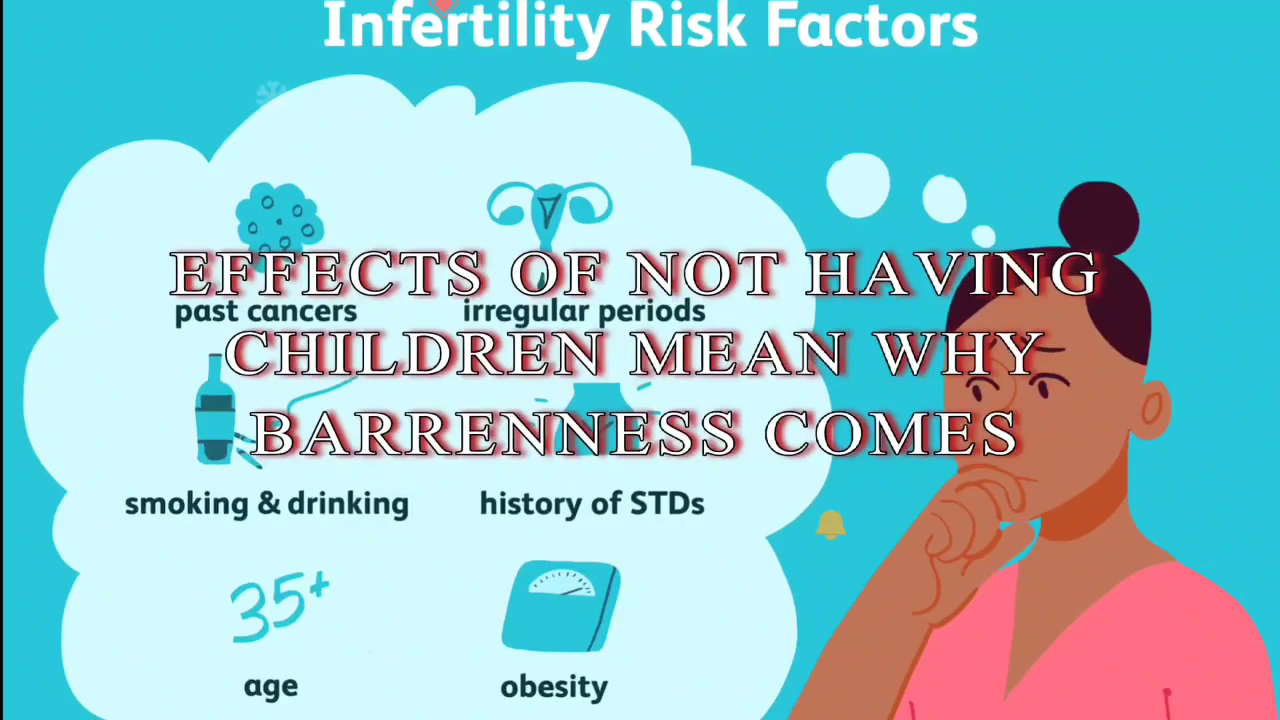 Infertility Risk Factors
EFFECTS OF NOT HAVING
past cancers
irregular periods
CHILDREN MEAN WHY
BARRENNESS COMES
smoking & drinking
history of STDs
35+
age
obesity